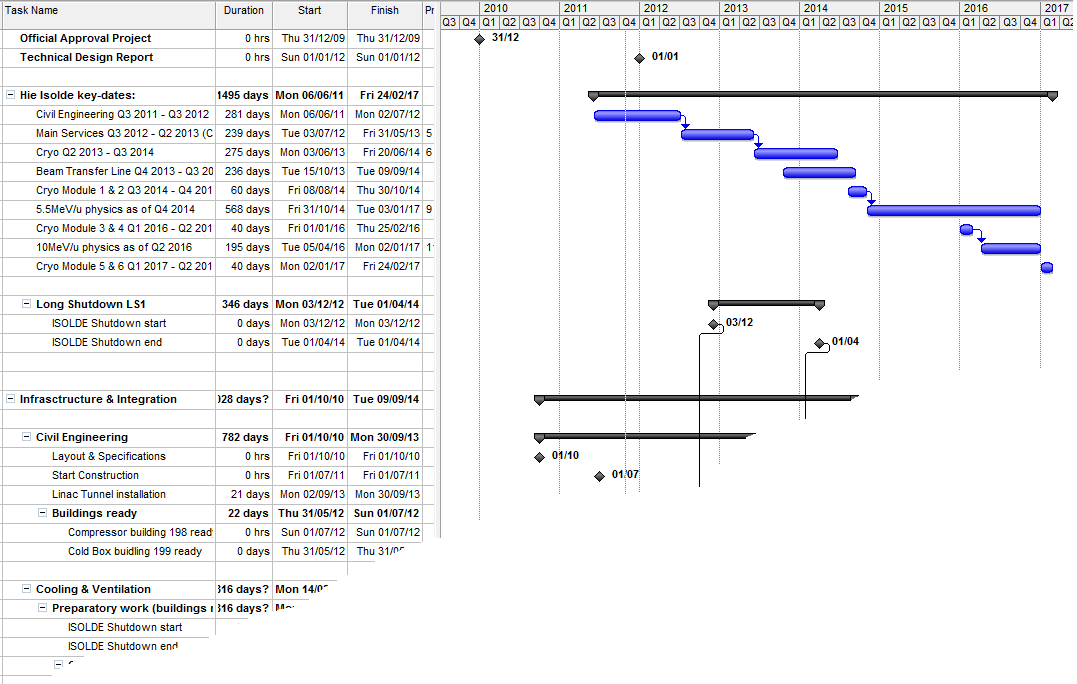 Task Name Duration Start Finish Pr 2010 2011 2012 2013 2014 2015 2016 2017
Q3 Q4 Q1 Q2 Q3 Q4 Q1 Q2 Q3 Q4 Q1 Q2 Q3 Q4 Q1 Q2 Q3 Q4 Q1 Q2 Q3 Q4 Q1 Q2 Q3 Q4 Q1 Q2 Q3 Q4 Q1 Q2
Official Approval Project 0 hrs Thu 31/12/09 Thu 31/12/09 31/12
Technical Design Report 0 hrs Sun 01/01/12 Sun 01/01/12 01/01
Hie Isolde key-dates: 1495 days Mon 06/06/11 Fri 24/02/17
Civil Engineering Q3 2011 - Q3 2012 281 days Mon 06/06/11 Mon 02/07/12
Main Services Q3 2012 - Q2 2013 (C 239 days Tue 03/07/12 Fri 31/05/13 5
Cryo Q2 2013 - Q3 2014 275 days Mon 03/06/13 Fri 20/06/14 6
Beam Transfer Line Q4 2013 - Q3 20 236 days Tue 15/10/13 Tue 09/09/14
Cryo Module 1 & 2 Q3 2014 - Q4 201 60 days Fri 08/08/14 Thu 30/10/14
5.5MeV/u physics as of Q4 2014 568 days Fri 31/10/14 Tue 03/01/17 9
Cryo Module 3 & 4 Q1 2016 - Q2 201 40 days Fri 01/01/16 Thu 25/02/16
10MeV/u physics as of Q2 2016 195 days Tue 05/04/16 Mon 02/01/17 1
Cryo Module 5 & 6 Q1 2017 - Q2 201 40 days Mon 02/01/17 Fri 24/02/17
Long Shutdown LS1 346 days Mon 03/12/12 Tue 01/04/14
ISOLDE Shutdown start 0 days Mon 03/12/12 Mon 03/12/12 03/12
ISOLDE Shutdown end 0 days Tue 01/04/14 Tue 01/04/14 01/04
Infrasctructure & Integration 028 days? Fri 01/10/10 Tue 09/09/14
Civil Engineering 782 days Fri 01/10/10 Mon 30/09/13
Layout & Specifications 0 hrs Fri 01/10/10 Fri 01/10/10 01/10
Start Construction 0 hrs Fri 01/07/11 Fri 01/07/11 01/07
Linac Tunnel installation 21 days Mon 02/09/13 Mon 30/09/13
Buildings ready 22 days Thu 31/05/12 Sun 01/07/12
Compressor building 198 read 0 hrs Sun 01/07/12 Sun 01/07/12
Cold Box buidling 199 ready 0 days Thu 31/05/12 Thu 31/0
Cooling & Ventilation 316 days? Mon 14/0
Preparatory work (buildings 316 days?
ISOLDE Shutdown start
ISOLDE Shutdown end